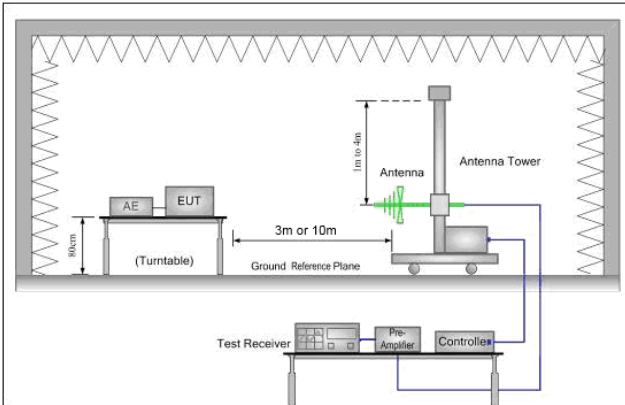 1m to 4m
Antenna
Antenna Tower
AE
EUT
3m or 10m
80cm
(Turntable)
Ground Reference Plane
Test Receiver
Pre-
Amplifier
Controller